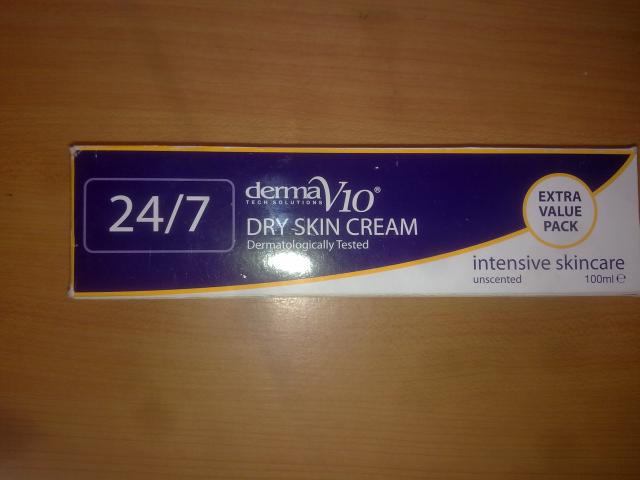 24/7
dermaV10®
TECH SOLUTIONS
DRY SKIN CREAM
Dermatologically Tested
EXTRA
VALUE
PACK
intensive skincare
unscented 100ml ℮